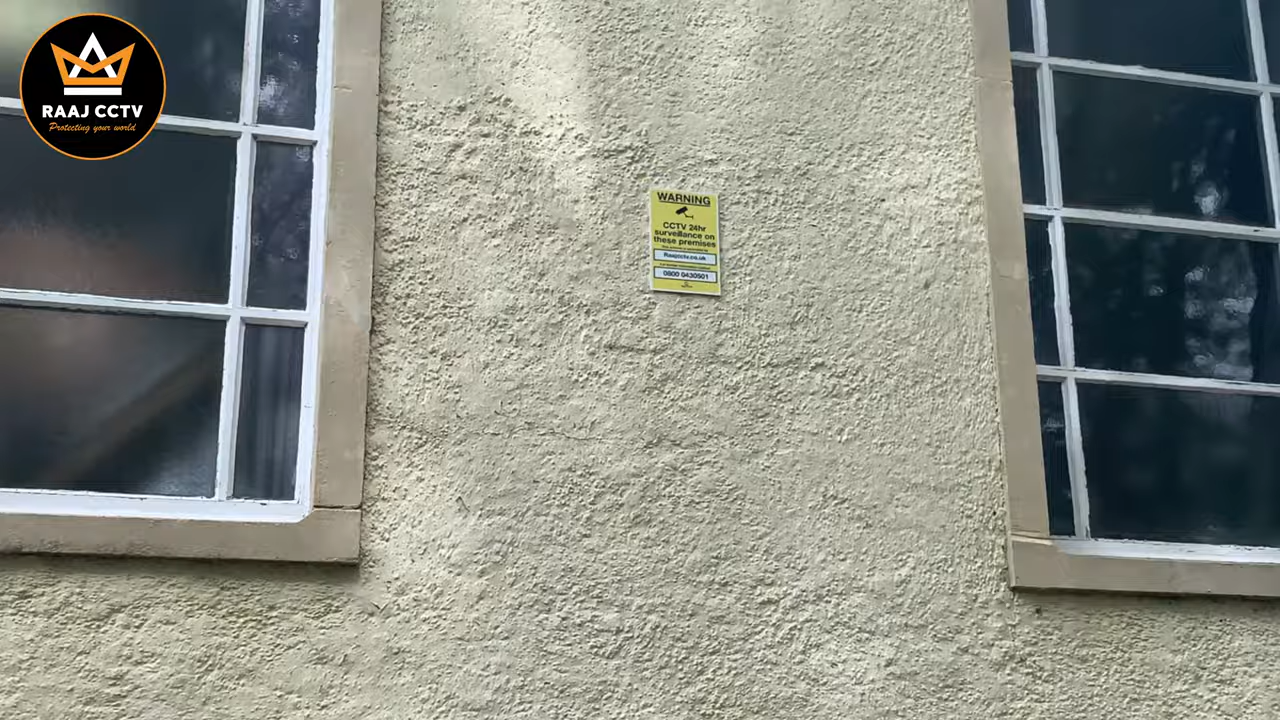 RAAJ CCTV
Protecting your world
WARNING
CCTV 24hr
surveillance on
these premises
Raajcctv.co.uk
0800 0430501